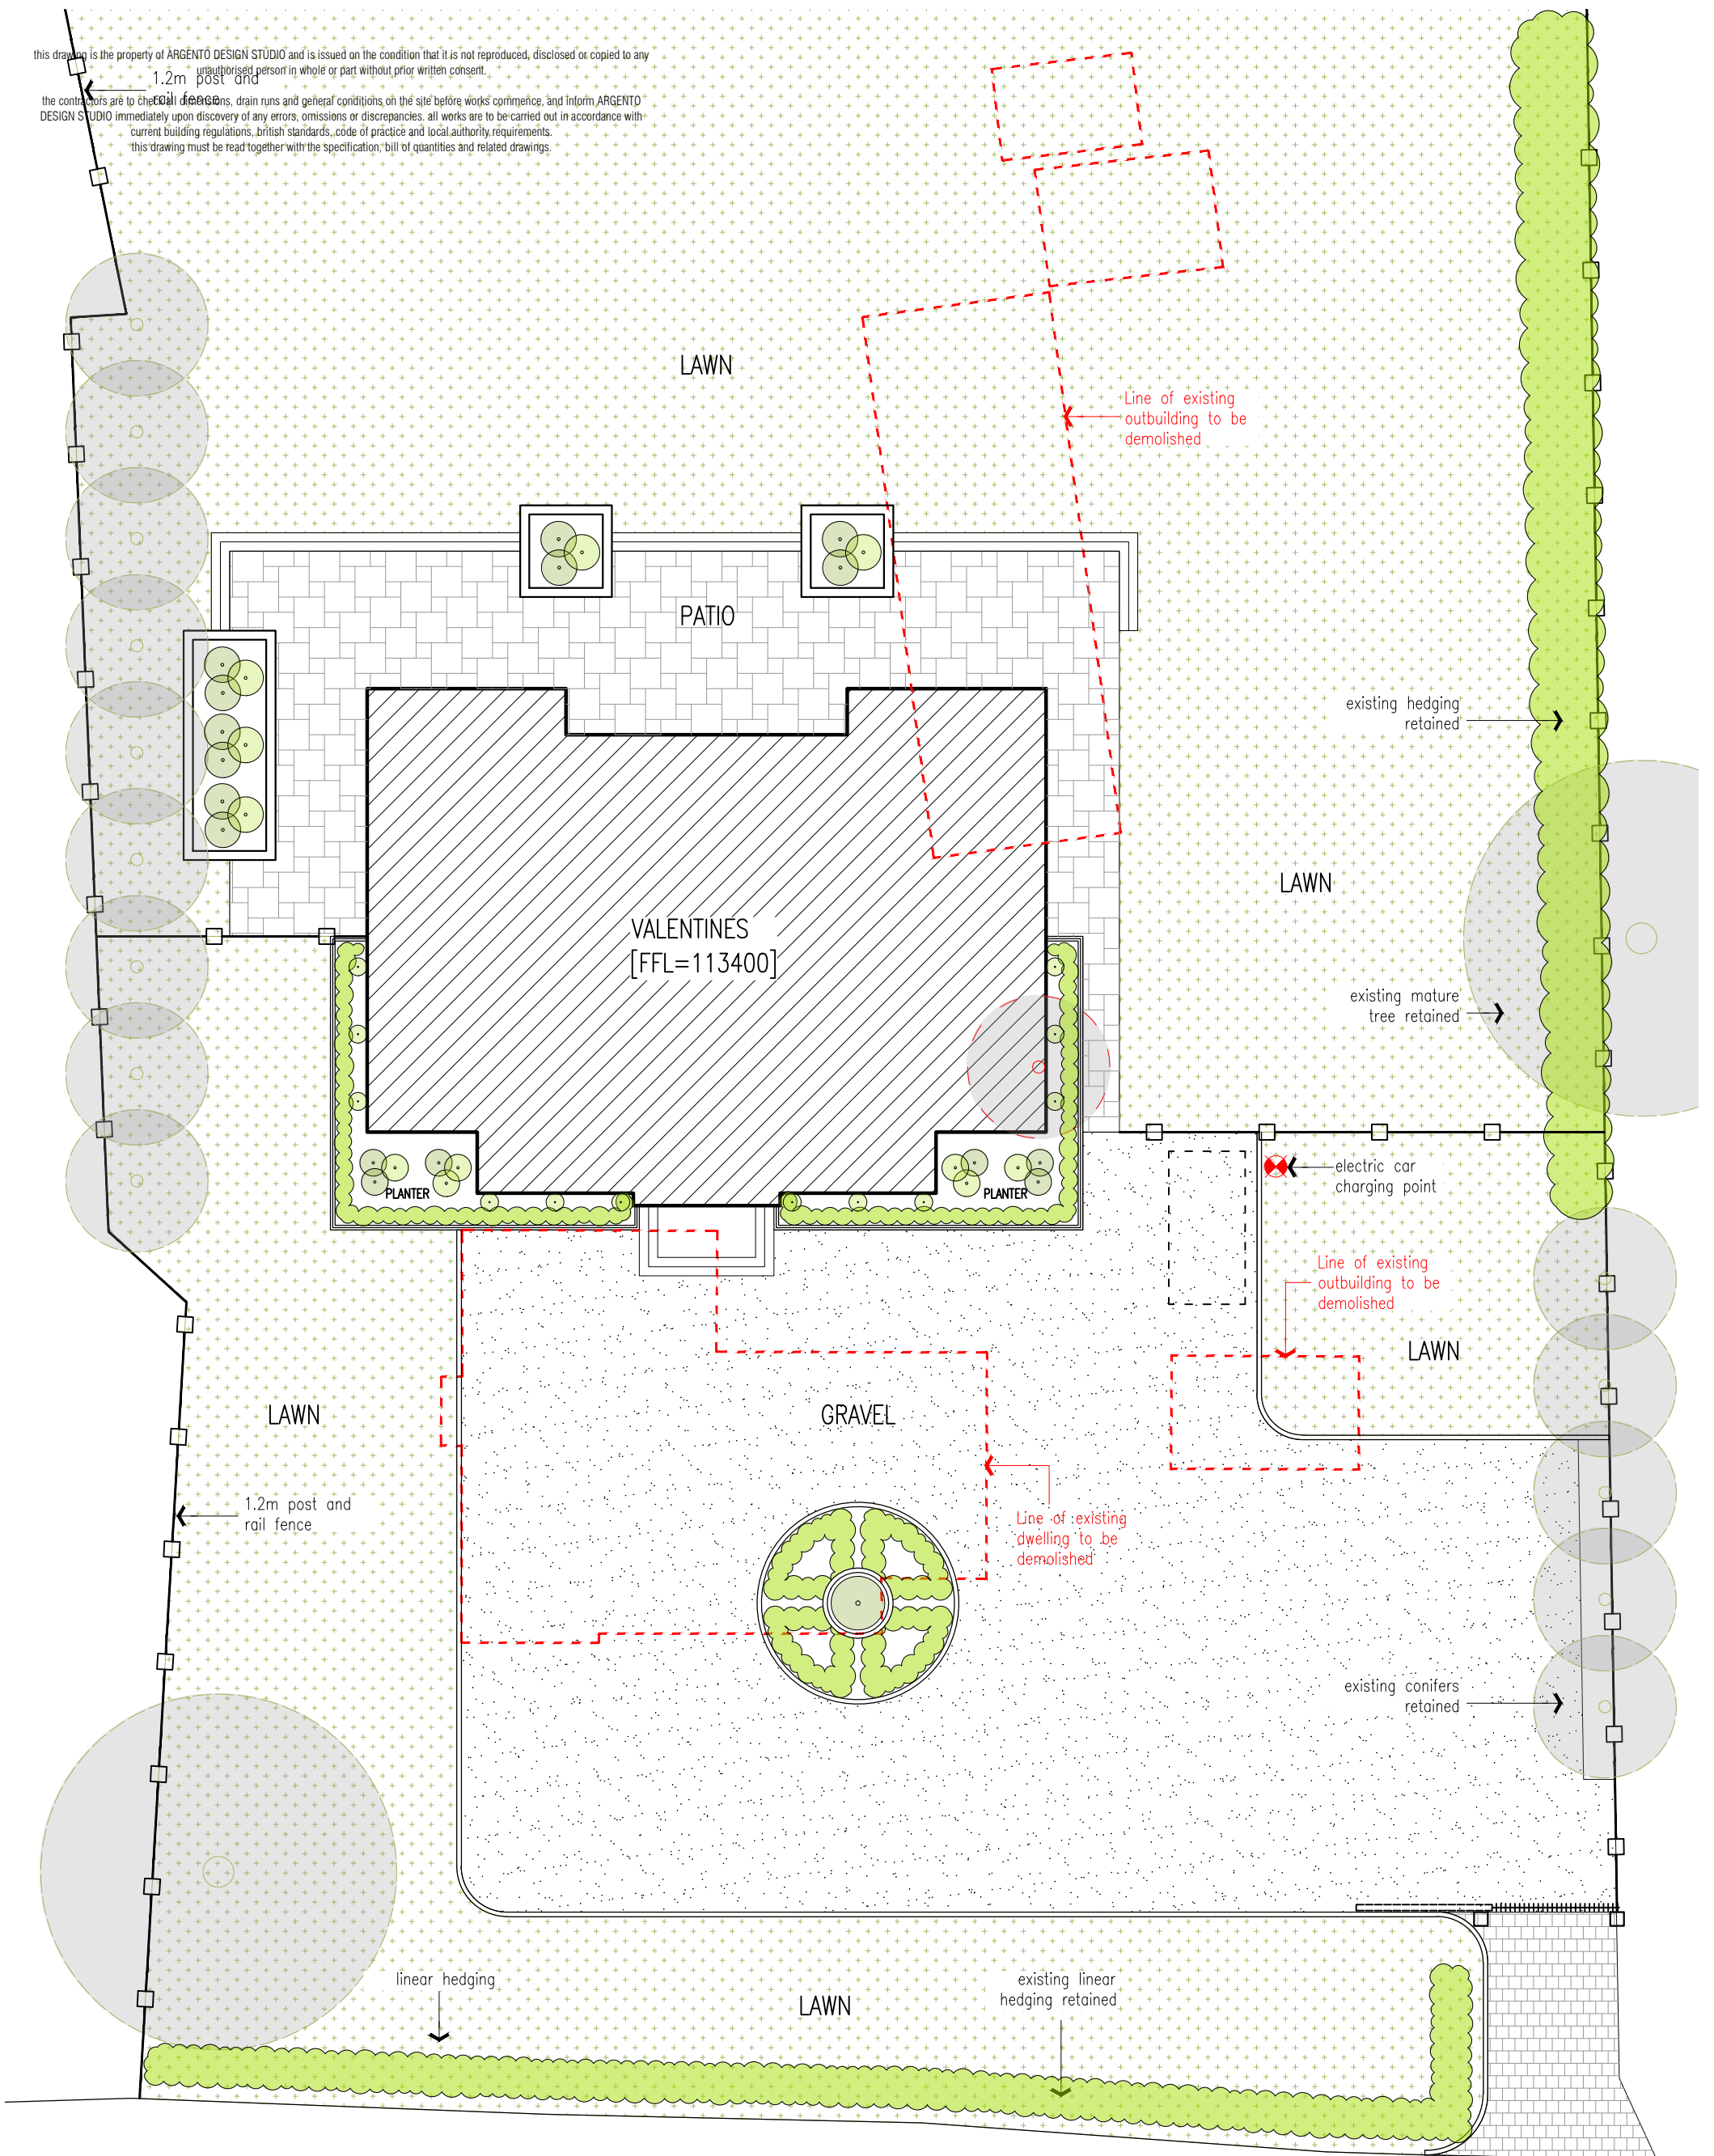 this drawing is the property of ARGENTO DESIGN STUDIO and is issued on the condition that it is not reproduced, disclosed or copied to any
unauthorised person in whole or part without prior written consent.
1.2m post and
rail fence
the contractors are to check all dimensions, drain runs and general conditions on the site before works commence, and inform ARGENTO
DESIGN STUDIO immediately upon discovery of any errors, omissions or discrepancies. all works are to be carried out in accordance with
current building regulations, british standards, code of practice and local authority requirements.
this drawing must be read together with the specification, bill of quantities and related drawings.
LAWN
Line of existing
outbuilding to be
demolished
PATIO
existing hedging
retained
LAWN
VALENTINES
[FFL=113400]
existing mature
tree retained
electric car
charging point
PLANTER
PLANTER
Line of existing
outbuilding to be
demolished
LAWN
LAWN
GRAVEL
1.2m post and
rail fence
Line of existing
dwelling to be
demolished
existing conifers
retained
linear hedging
existing linear
hedging retained
LAWN